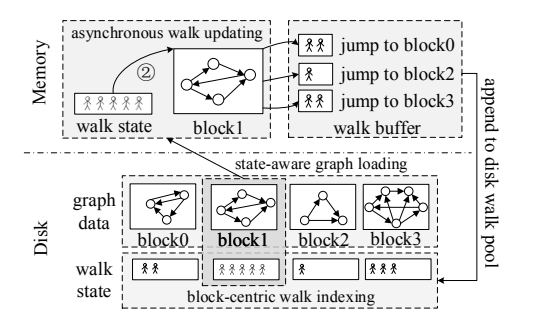 Memory
asynchronous walk updating
②
walk state
block1
jump to block0
jump to block2
jump to block3
walk buffer
append to disk walk pool
state-aware graph loading
Disk
graph data
block0
block1
block2
block3
walk state
block-centric walk indexing